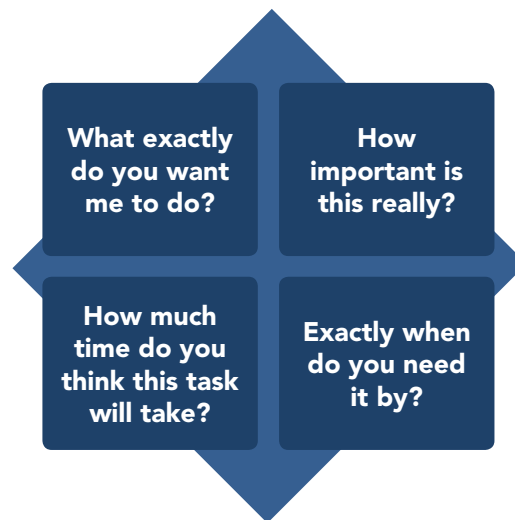 What exactly
do you want
me to do?
How
important is
this really?
How much
time do you
think this task
will take?
Exactly when
do you need
it by?